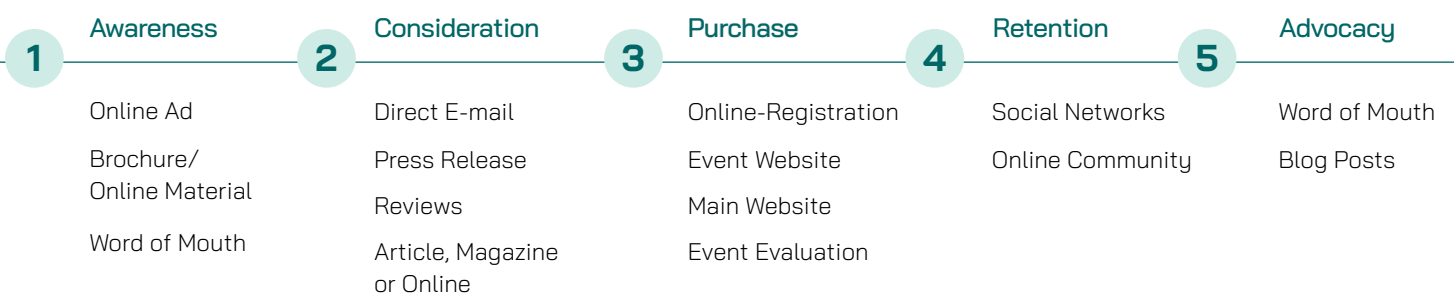 1
Awareness
Online Ad
Brochure/
Online Material
Word of Mouth
2
Consideration
Direct E-mail
Press Release
Reviews
Article, Magazine
or Online
3
Purchase
Online-Registration
Event Website
Main Website
Event Evaluation
4
Retention
Social Networks
Online Community
5
Advocacy
Word of Mouth
Blog Posts